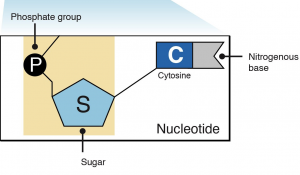 Phosphate group
P
C
Nitrogenous
base
Cytosine
S
Nucleotide
Sugar